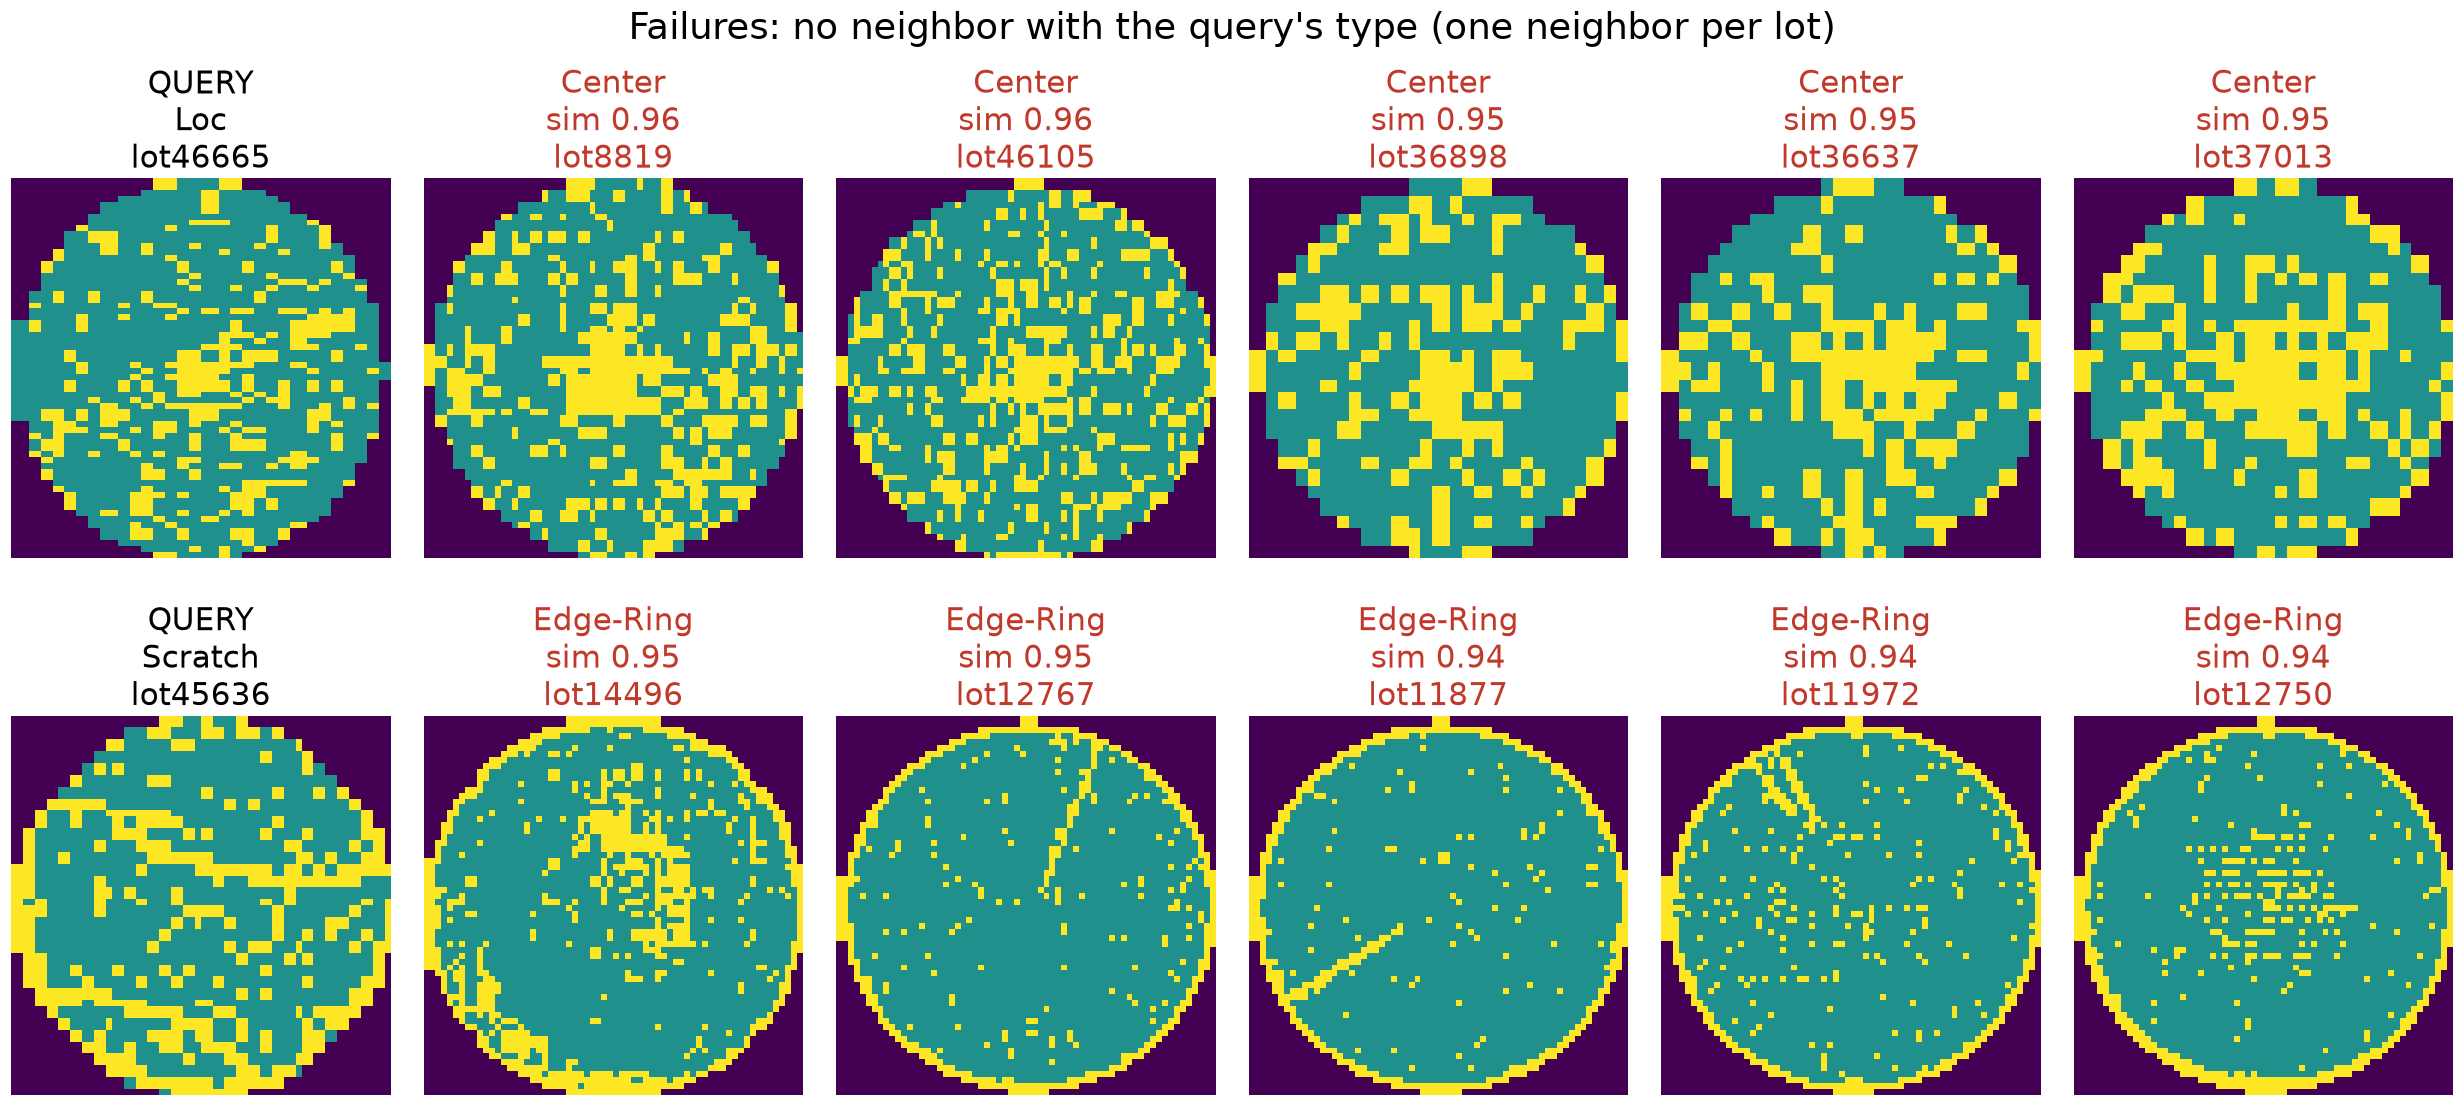 Failures: no neighbor with the query's type (one neighbor per lot)
QUERY
Loc
lot46665
Center
sim 0.96
lot8819
Center
sim 0.96
lot46105
Center
sim 0.95
lot36898
Center
sim 0.95
lot36637
Center
sim 0.95
lot37013
QUERY
Scratch
lot45636
Edge-Ring
sim 0.95
lot14496
Edge-Ring
sim 0.95
lot12767
Edge-Ring
sim 0.94
lot11877
Edge-Ring
sim 0.94
lot11972
Edge-Ring
sim 0.94
lot12750